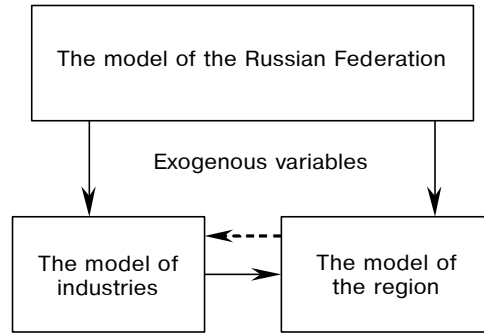 The model of the Russian Federation
Exogenous variables
The model of
industries
The model of
the region